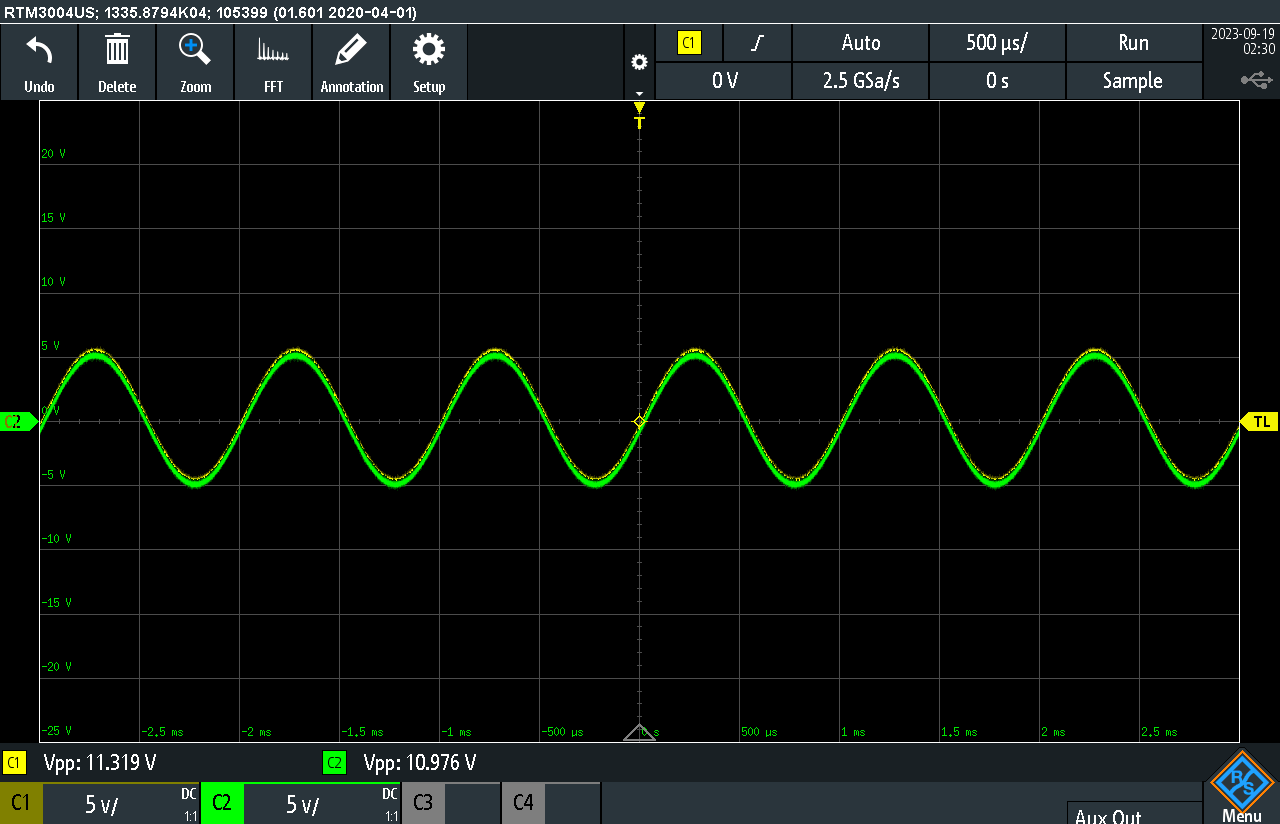 RTM3004US; 1335.8794K04; 105399 (01.601 2020-04-01)
Undo
Delete
Zoom
FFT
Annotation
Setup
C1
Auto
500 µs/
Run
0 V
2.5 GSa/s
0 s
Sample
2023-09-19
02:30
T
20 V
15 V
10 V
5 V
0 V
-5 V
-10 V
-15 V
-20 V
-25 V
C2
TL
-2.5 ms
-2 ms
-1.5 ms
-1 ms
-500 µs
0 s
500 µs
1 ms
1.5 ms
2 ms
2.5 ms
C1 Vpp: 11.319 V
C2 Vpp: 10.976 V
C1 5 V/ DC 1:1
C2 5 V/ DC 1:1
C3
C4
Aux Out
R S
Menu